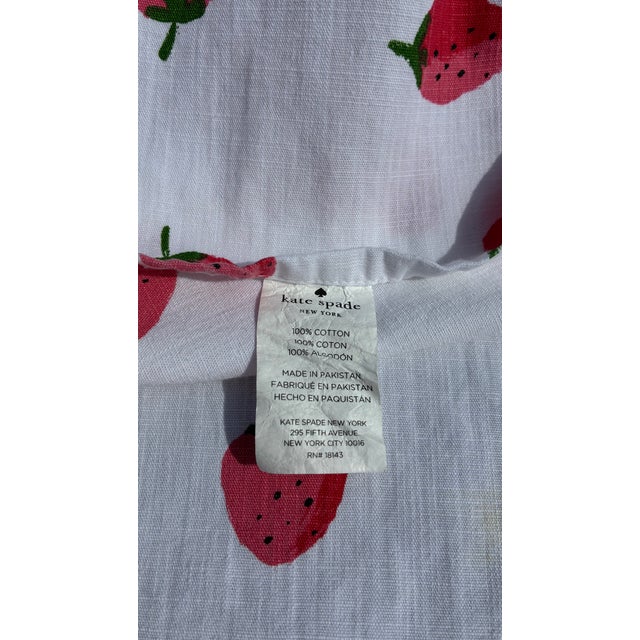 kate spade
NEW YORK
100% COTTON
100% COTON
100% ALGODÓN
MADE IN PAKISTAN
FABRIQUÉ EN PAKISTAN
HECHO EN PAQUISTÁN
KATE SPADE NEW YORK
295 FIFTH AVENUE
NEW YORK CITY 10016
RN# 18143